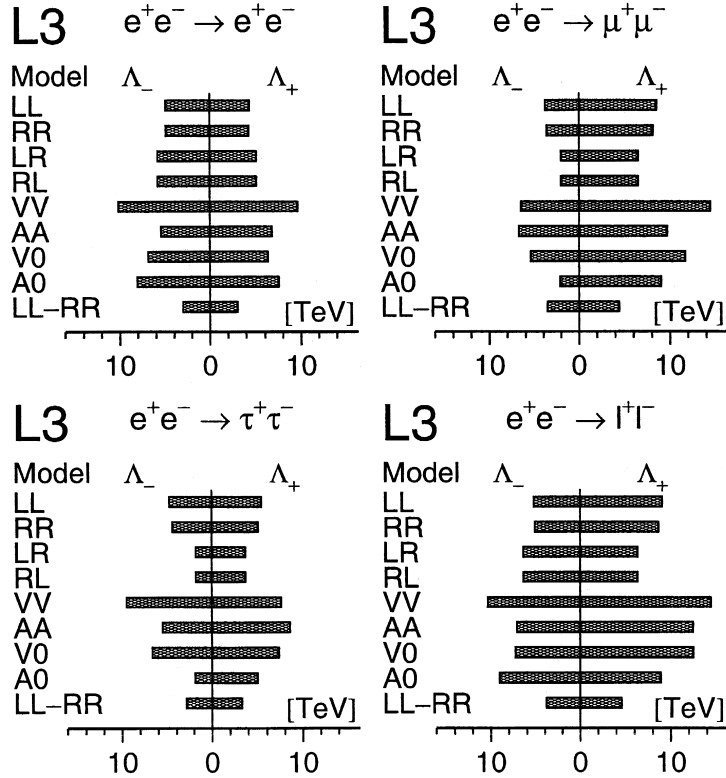 L3 e⁺e⁻ → e⁺e⁻
Model Λ₋ Λ₊
LL
RR
LR
RL
VV
AA
V0
A0
LL−RR [TeV]
10 0 10
L3 e⁺e⁻ → μ⁺μ⁻
Model Λ₋ Λ₊
LL
RR
LR
RL
VV
AA
V0
A0
LL−RR [TeV]
10 0 10
L3 e⁺e⁻ → τ⁺τ⁻
Model Λ₋ Λ₊
LL
RR
LR
RL
VV
AA
V0
A0
LL−RR [TeV]
10 0 10
L3 e⁺e⁻ → l⁺l⁻
Model Λ₋ Λ₊
LL
RR
LR
RL
VV
AA
V0
A0
LL−RR [TeV]
10 0 10